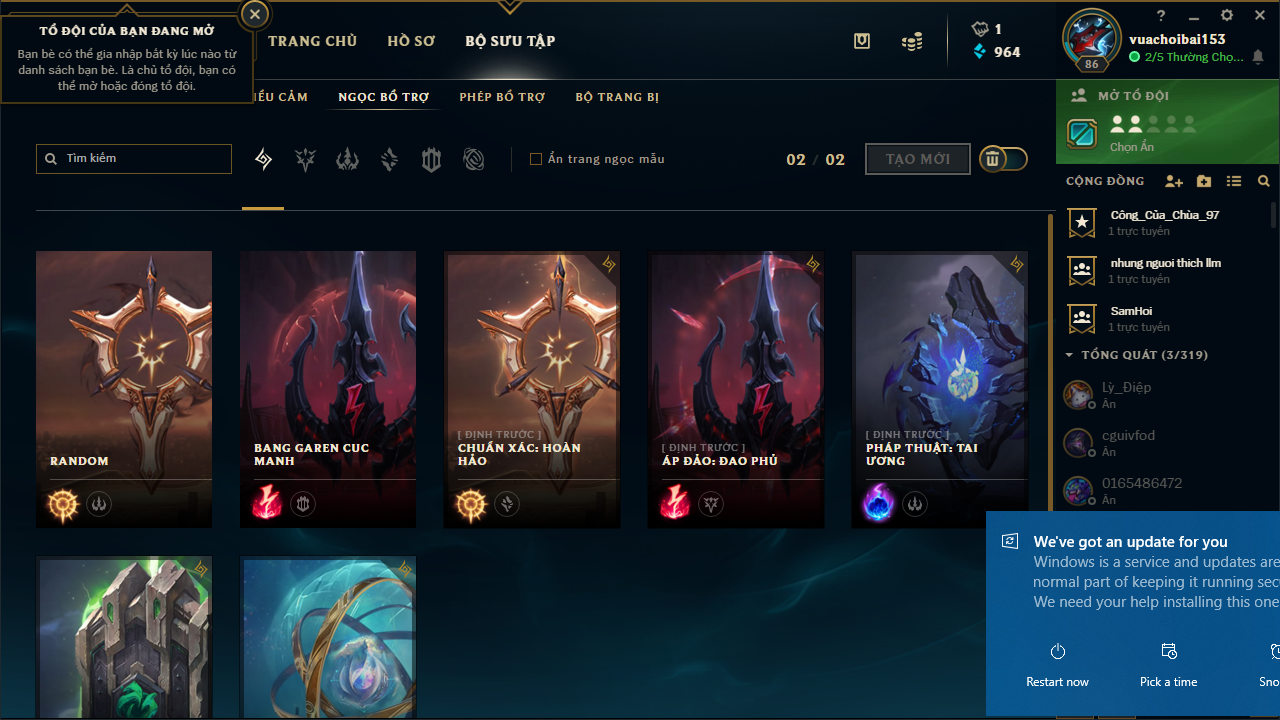 TỔ ĐỘI CỦA BẠN ĐANG MỞ
Bạn bè có thể gia nhập bất kỳ lúc nào từ
danh sách bạn bè. Là chủ tổ đội, bạn có
thể mở hoặc đóng tổ đội.
TRANG CHỦ
HỒ SƠ
BỘ SƯU TẬP
1
964
86
vuachoibai153
2/5 Thường Chọ...
IỂU CẢM
NGỌC BỔ TRỢ
PHÉP BỔ TRỢ
BỘ TRANG BỊ
MỞ TỔ ĐỘI
Chọn Ẩn
Tìm kiếm
Ẩn trang ngọc mẫu
02 / 02
TẠO MỚI
CỘNG ĐỒNG
Công_Của_Chùa_97
1 trực tuyến
nhung nguoi thich llm
1 trực tuyến
SamHoi
1 trực tuyến
TỔNG QUÁT (3/319)
Lỳ_Điệp
Ẩn
cguivfod
Ẩn
0165486472
Ẩn
RANDOM
BANG GAREN CUC
MANH
[ ĐỊNH TRƯỚC ]
CHUẨN XÁC: HOÀN
HẢO
[ ĐỊNH TRƯỚC ]
ÁP ĐẢO: ĐAO PHỦ
[ ĐỊNH TRƯỚC ]
PHÁP THUẬT: TAI
ƯƠNG
We've got an update for you
Windows is a service and updates are
normal part of keeping it running sec
We need your help installing this one
Restart now
Pick a time
Sno